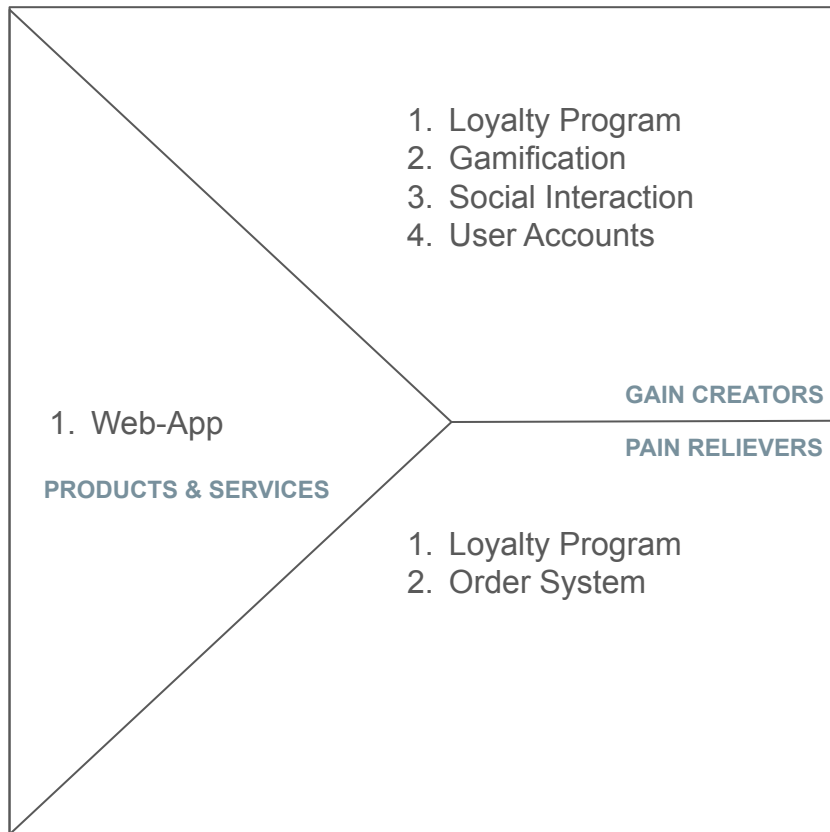 1. Loyalty Program
2. Gamification
3. Social Interaction
4. User Accounts
GAIN CREATORS
1. Web-App
PRODUCTS & SERVICES
PAIN RELIEVERS
1. Loyalty Program
2. Order System